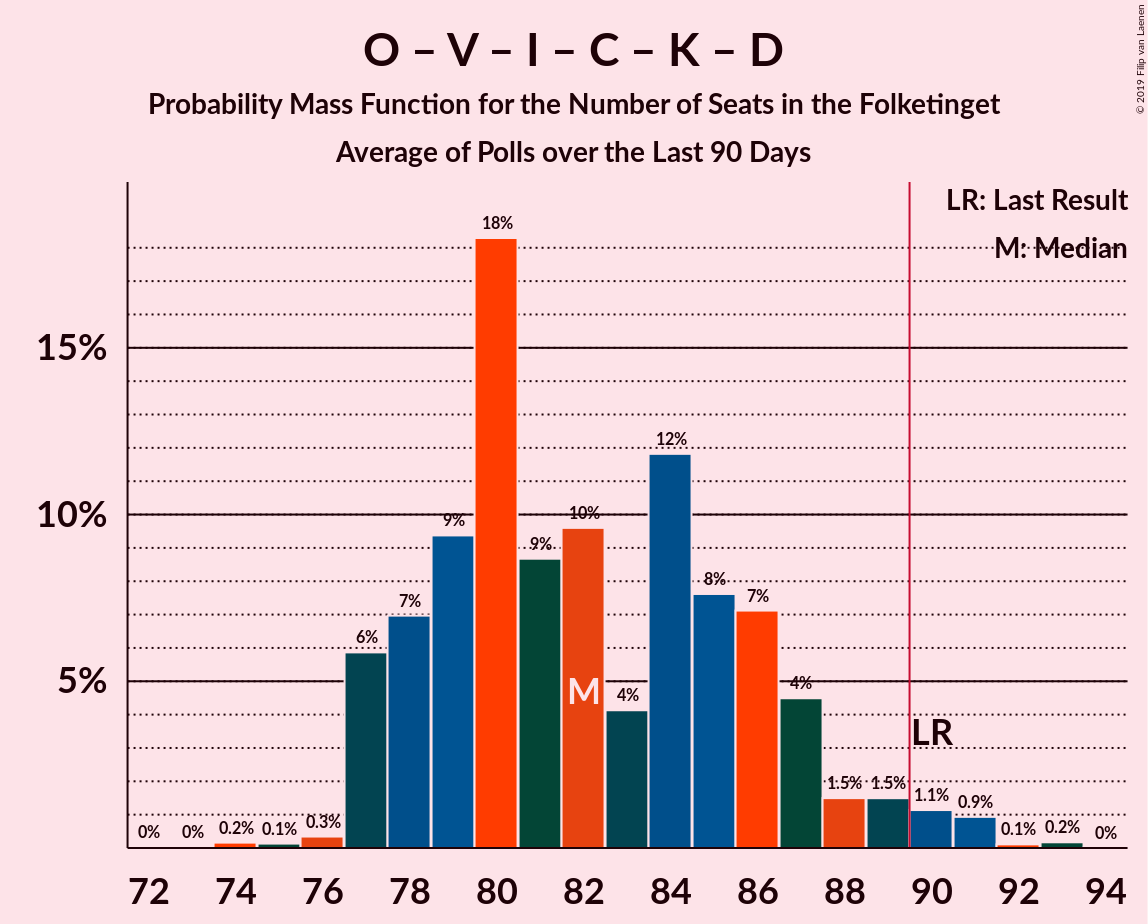 O – V – I – C – K – D
Probability Mass Function for the Number of Seats in the Folketinget
Average of Polls over the Last 90 Days
© 2019 Filip van Laenen
LR: Last Result
M: Median
18%
15%
12%
10%
10%
9%
9%
8%
7%
7%
6%
5%
4%
4%
M
LR
1.5%
1.5%
1.1%
0.9%
0%
0%
0.2%
0.1%
0.3%
0.1%
0.2%
0%
72 74 76 78 80 82 84 86 88 90 92 94